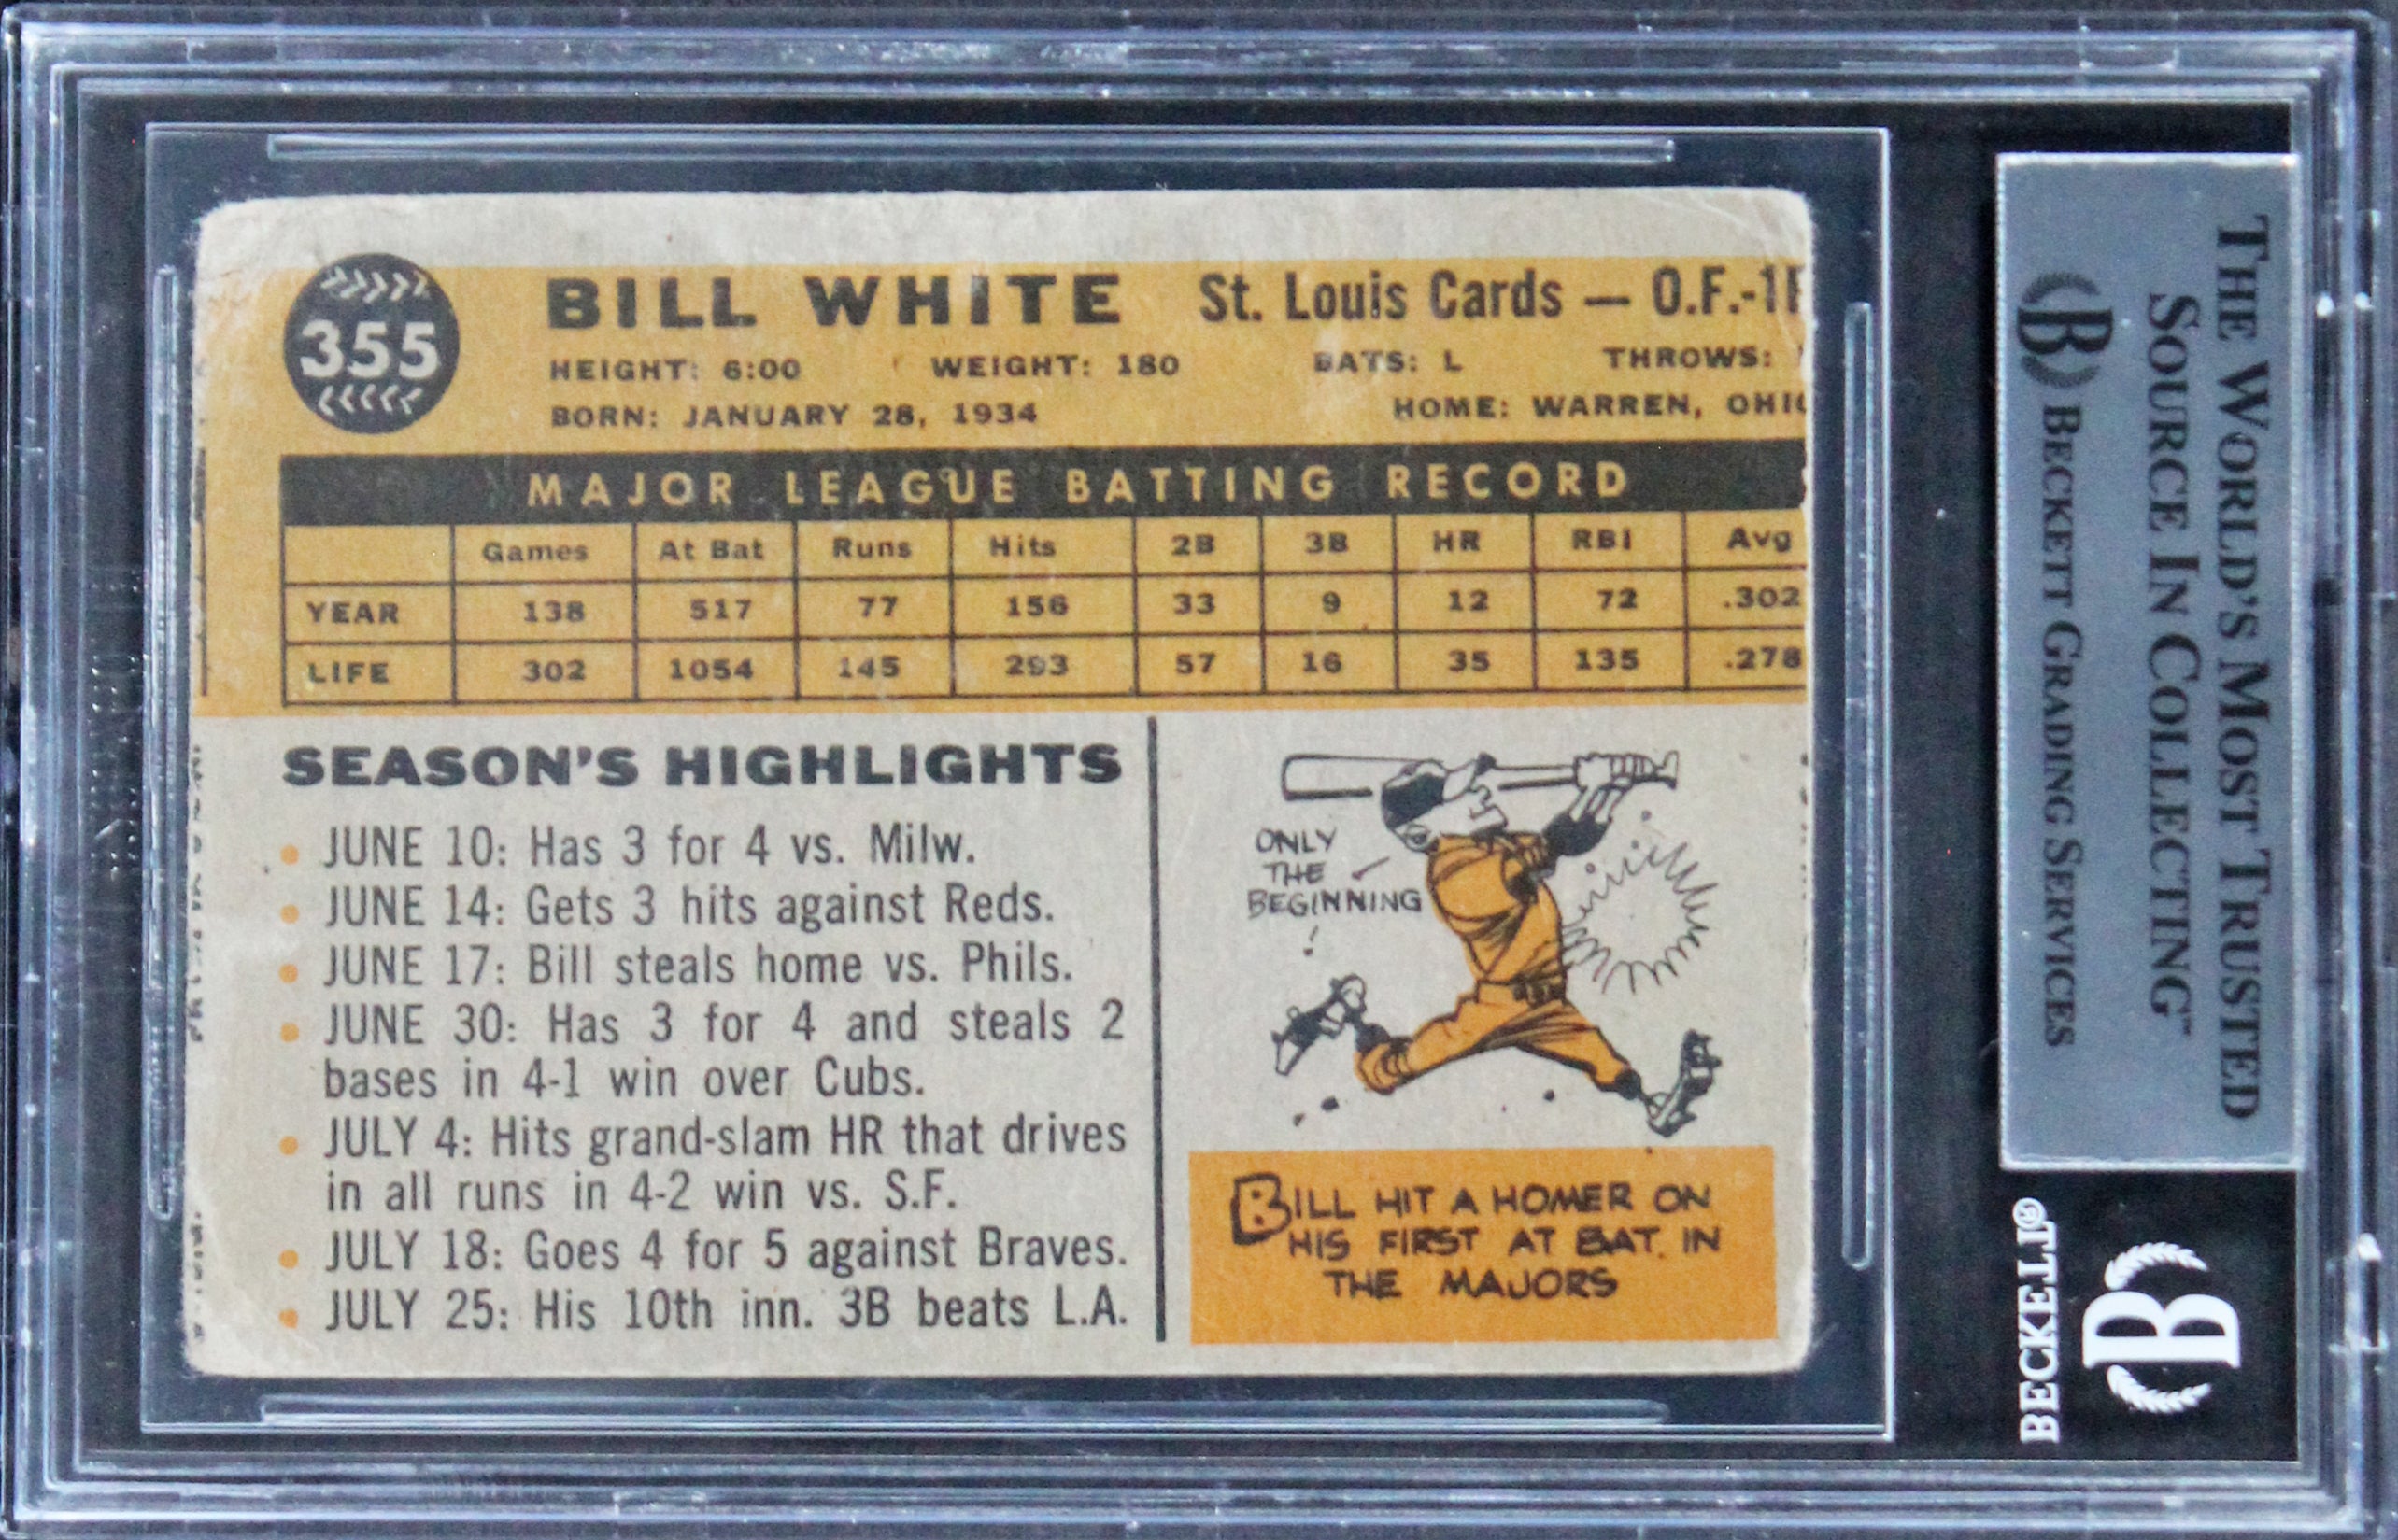 355
BILL WHITE St. Louis Cards — O.F.-1
HEIGHT: 6:00 WEIGHT: 180 BATS: L THROWS:
BORN: JANUARY 28, 1934 HOME: WARREN, OHIO
MAJOR LEAGUE BATTING RECORD
Games At Bat Runs Hits 2B 3B HR RBI Avg
YEAR 138 517 77 156 33 9 12 72 .302
LIFE 302 1054 145 293 57 16 35 135 .278
SEASON'S HIGHLIGHTS
• JUNE 10: Has 3 for 4 vs. Milw.
• JUNE 14: Gets 3 hits against Reds.
• JUNE 17: Bill steals home vs. Phils.
• JUNE 30: Has 3 for 4 and steals 2
bases in 4-1 win over Cubs.
• JULY 4: Hits grand-slam HR that drives
in all runs in 4-2 win vs. S.F.
• JULY 18: Goes 4 for 5 against Braves.
• JULY 25: His 10th inn. 3B beats L.A.
ONLY
THE
BEGINNING
!
BILL HIT A HOMER ON
HIS FIRST AT BAT. IN
THE MAJORS
THE WORLD'S MOST TRUSTED
SOURCE IN COLLECTING™
B BECKETT GRADING SERVICES
BECKETT®
B